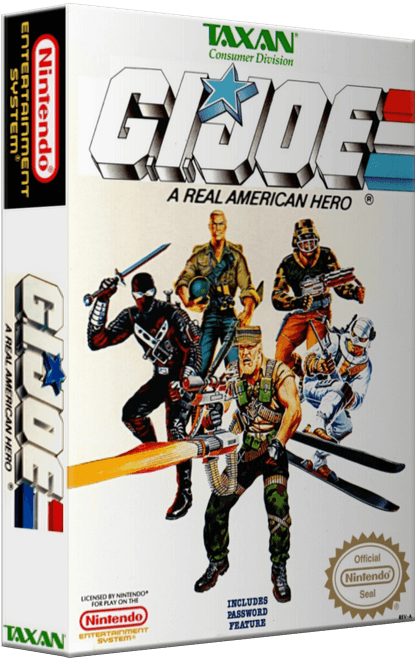 TAXAN®
Consumer Division
G.I.JOE
A REAL AMERICAN HERO ®
Nintendo®
ENTERTAINMENT
SYSTEM®
G.I.JOE
A REAL AMERICAN HERO ®
TAXAN
LICENSED BY NINTENDO®
FOR PLAY ON THE
Nintendo®
ENTERTAINMENT
SYSTEM®
INCLUDES
PASSWORD
FEATURE
Official
Nintendo
Seal
®
REV-A